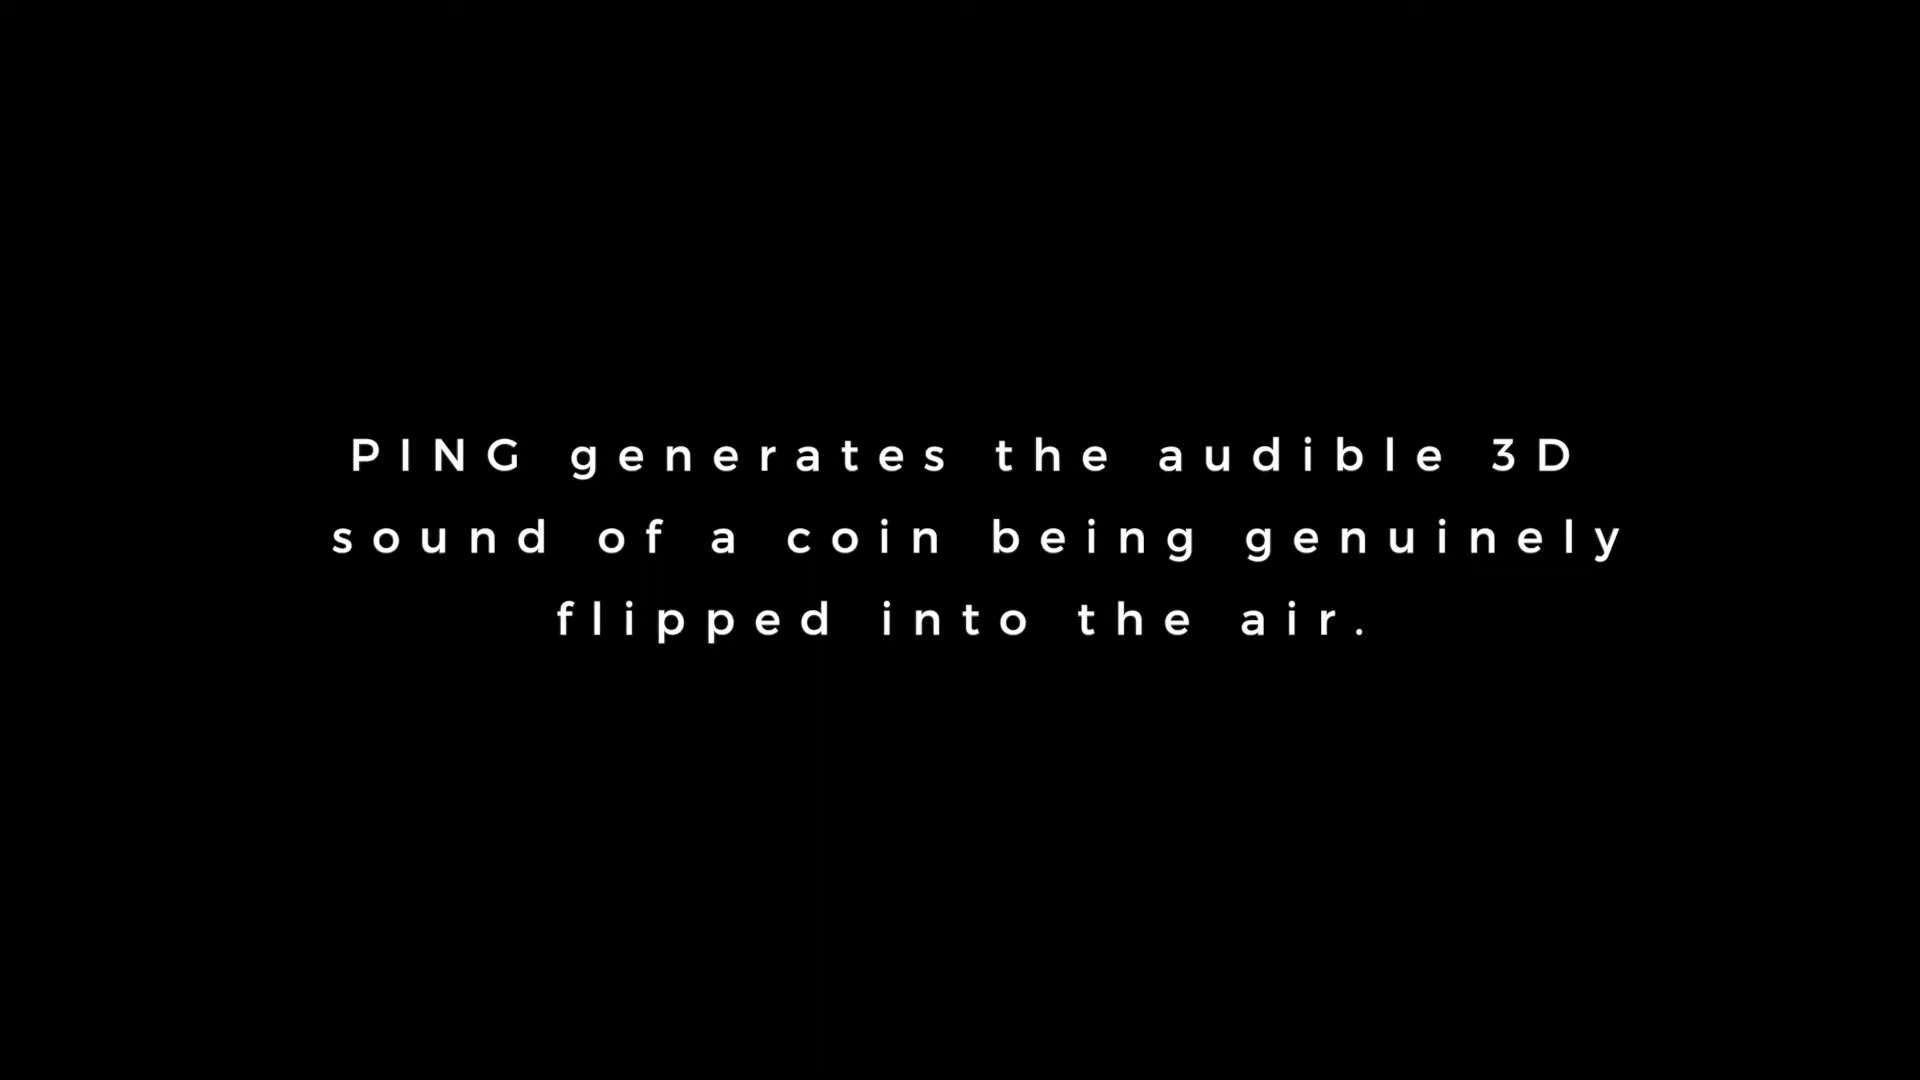 PING generates the audible 3D
sound of a coin being genuinely
flipped into the air.